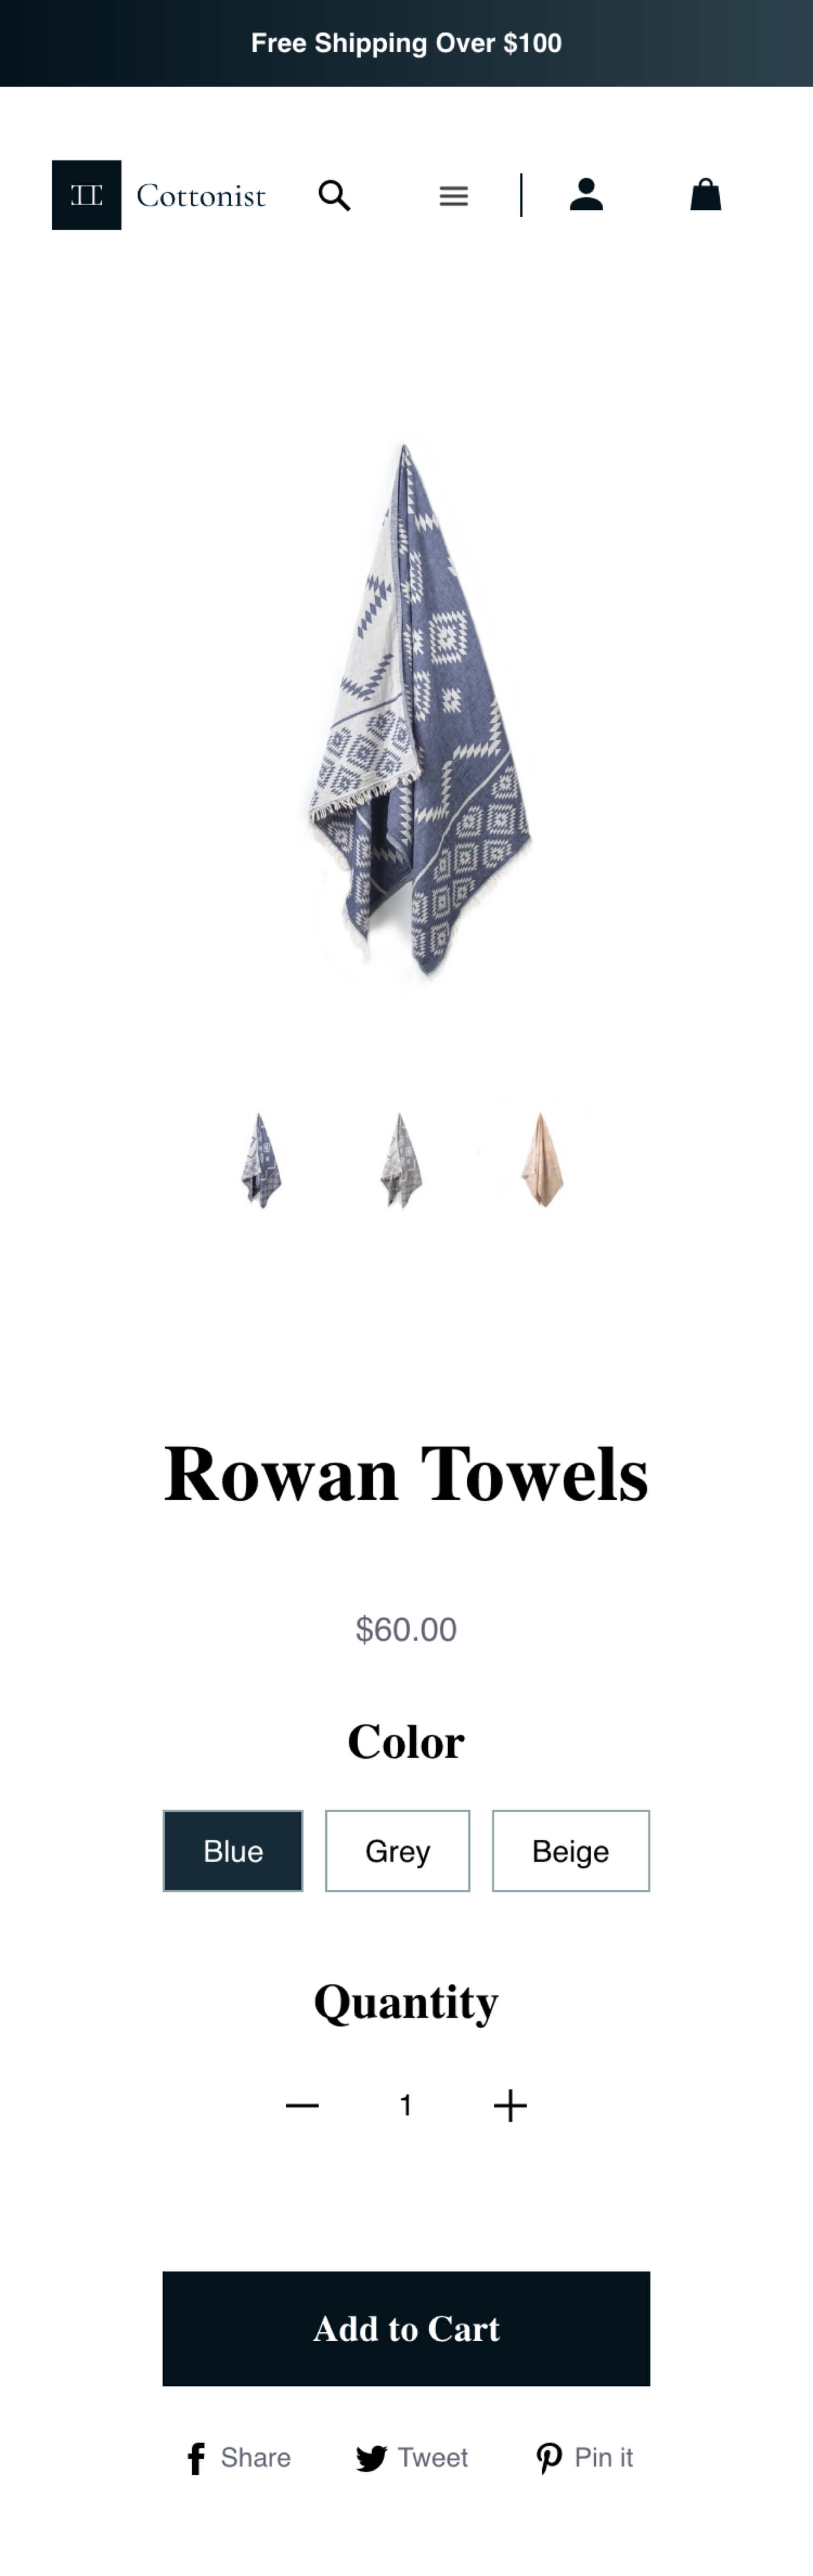 Free Shipping Over $100
Cottonist
Rowan Towels
$60.00
Color
Blue Grey Beige
Quantity
1
Add to Cart
Share Tweet Pin it